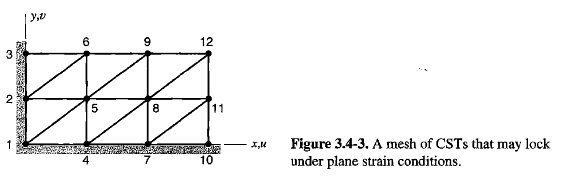 y,v
3 6 9 12
2 5 8 11
1 x,u
4 7 10
Figure 3.4-3. A mesh of CSTs that may lock
under plane strain conditions.